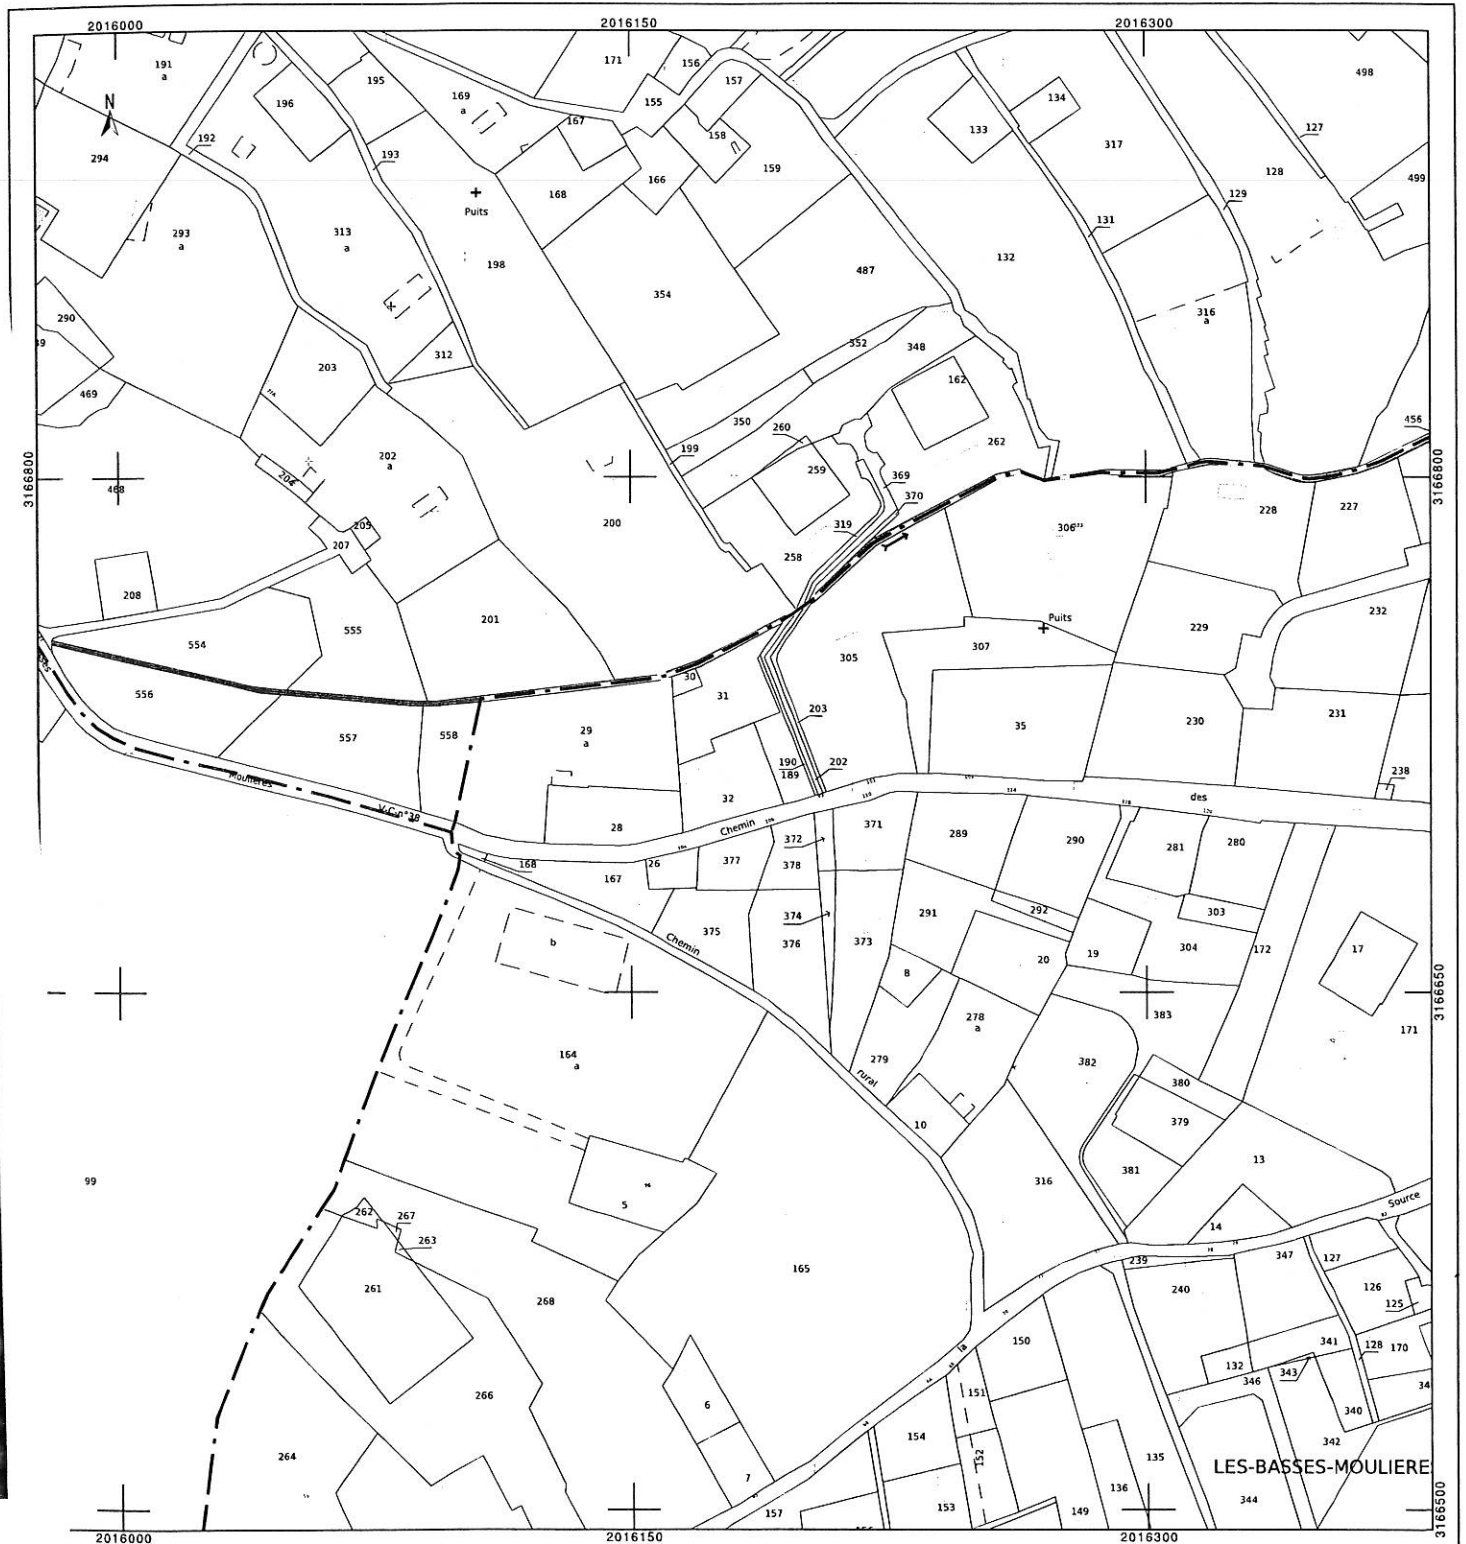 2016000 2016150 2016300
191 a
171 156 157 498
195 169 a 155 134 127
196 167 158 133 317
N
192 193 294 159 128
168 166 499
Puits 129
293 a 313 a 131
198 132
354 487
290 316 a
352 348
312
203 162
469 456
350 260 262
202 a 199 259 369
3166800 468 204 370 3166800
205 200 319 306 228 227
207 258
208 201 Puits 229 232
554 555 305 307
556 30 31 203 35 230 231
557 558 29 a 190 202
189 238
Moulières V.C.n°38 28 32 Chemin des
372 371 289 290 281 280
168 167 26 377 378
374 291 292 303
375 376 373 304 172 17
b Chemin 20 19
8
278 a 383 3166650
171
164 a 279 382
rural 380
10 379
381 13
99 5 316
262 267 14 Source
263 239 347 127
165 240 126
261 268 125
150 341 128 170
la 132 343
346
266 6 151 340
154 342
264 152 135 LES-BASSES-MOULIERE
7 153 136 344
157 149 3166500
2016000 2016150 2016300